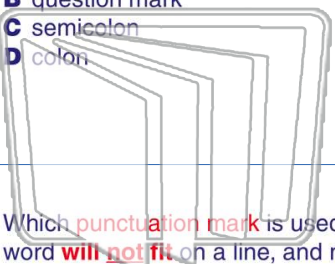 B question mark
C semicolon
D colon
Which punctuation mark is used
word will not fit on a line, and